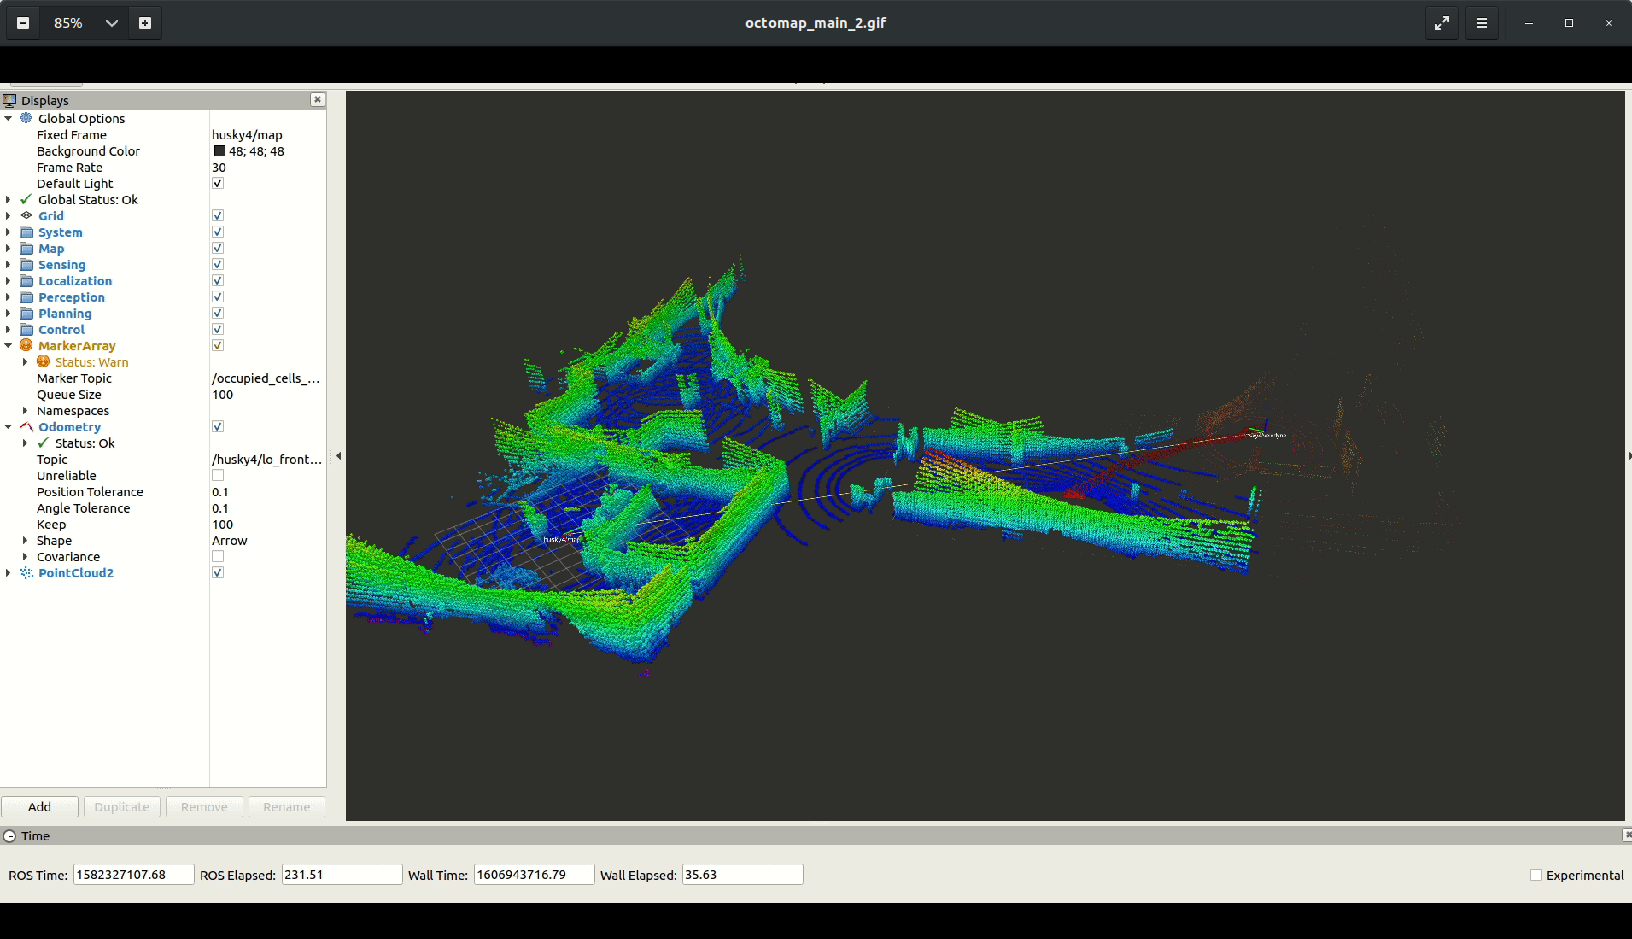 85%
octomap_main_2.gif
Displays
Global Options
Fixed Frame husky4/map
Background Color 48; 48; 48
Frame Rate 30
Default Light
Global Status: Ok
Grid
System
Map
Sensing
Localization
Perception
Planning
Control
MarkerArray
Status: Warn
Marker Topic /occupied_cells_...
Queue Size 100
Namespaces
Odometry
Status: Ok
Topic /husky4/lo_front...
Unreliable
Position Tolerance 0.1
Angle Tolerance 0.1
Keep 100
Shape Arrow
Covariance
PointCloud2
husky4/map
Add Duplicate Remove Rename
Time
ROS Time: 1582327107.68 ROS Elapsed: 231.51 Wall Time: 1606943716.79 Wall Elapsed: 35.63 Experimental